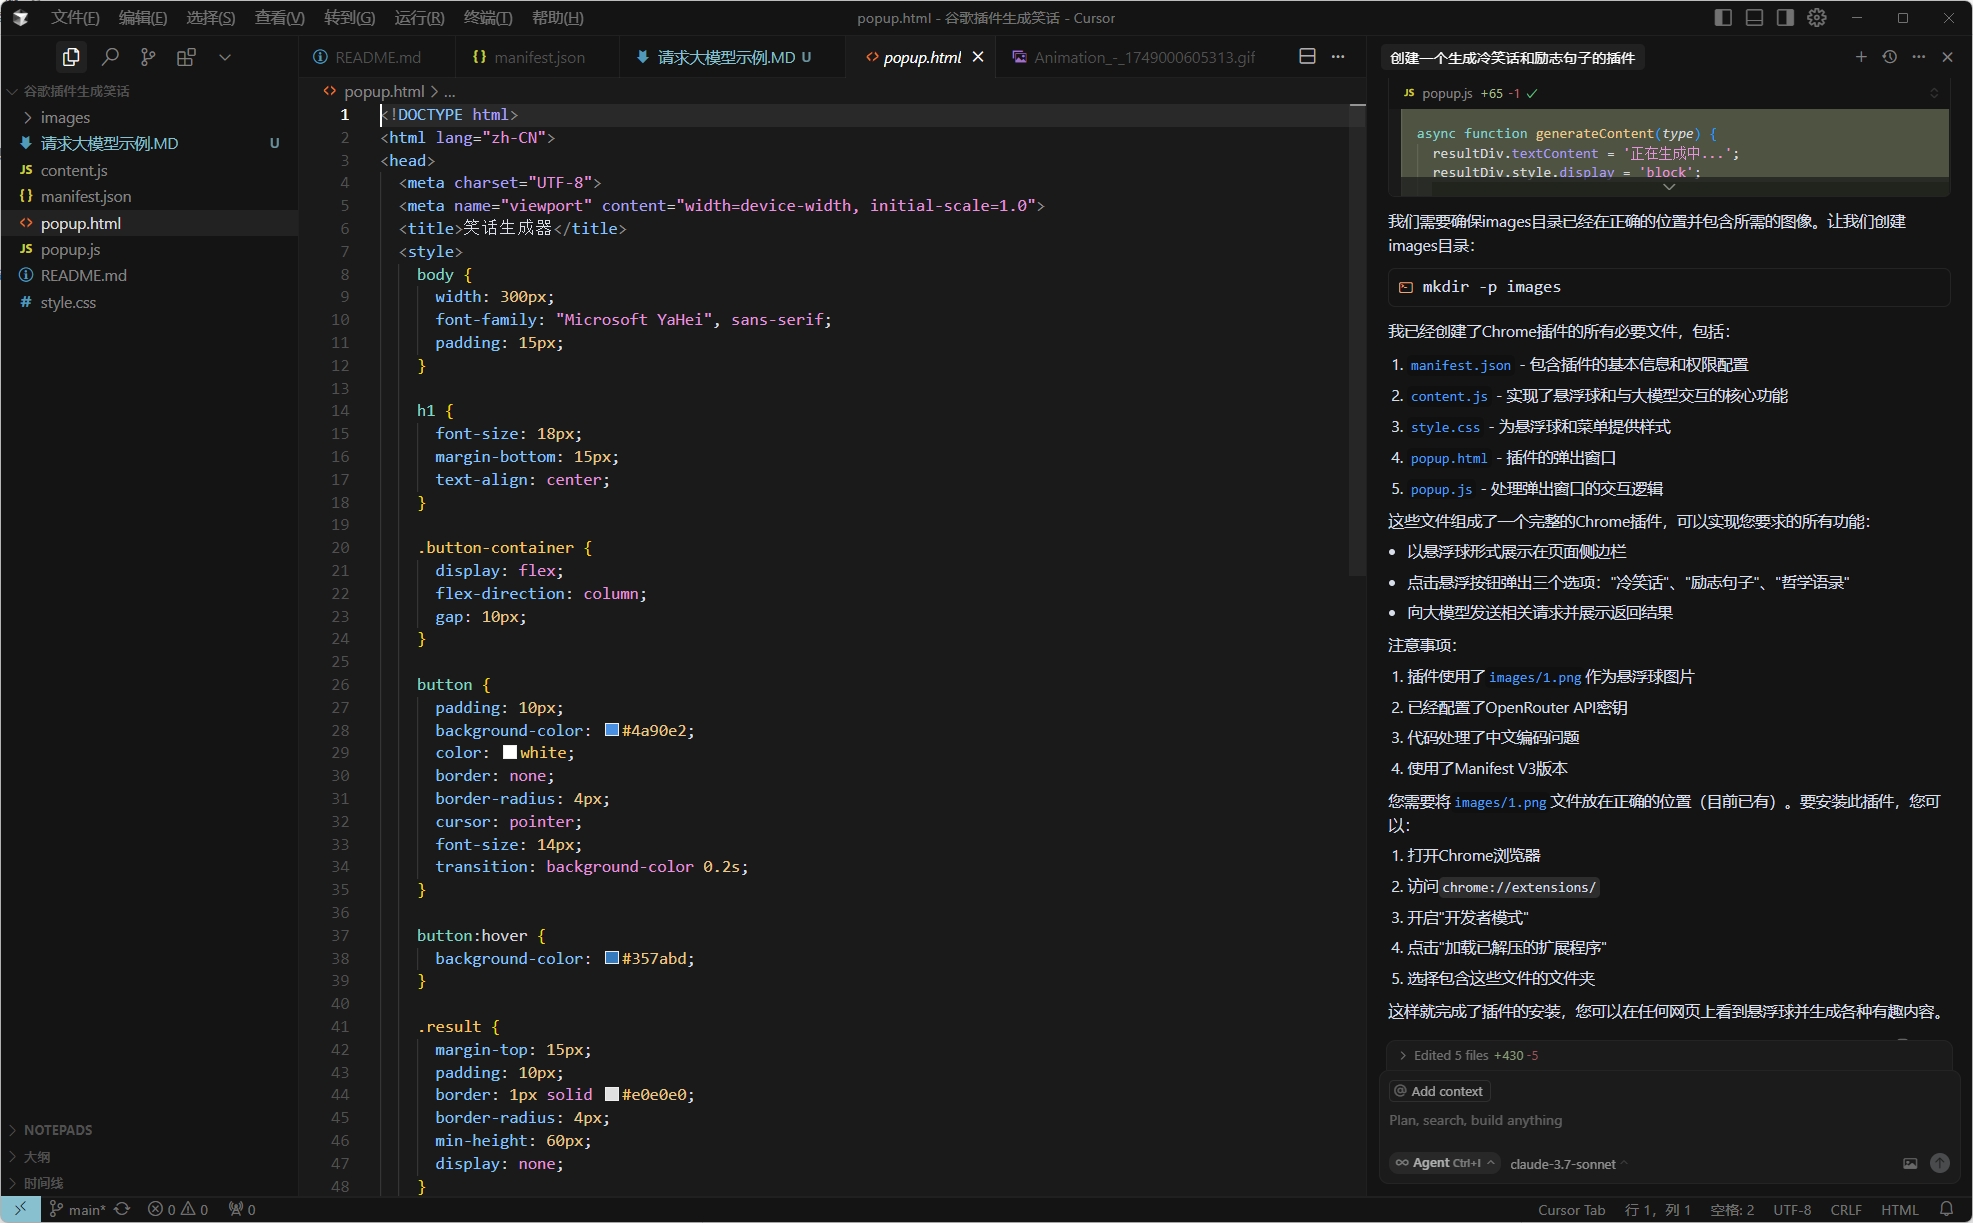 文件(F) 编辑(E) 选择(S) 查看(V) 转到(G) 运行(R) 终端(T) 帮助(H)
popup.html - 谷歌插件生成笑话 - Cursor
谷歌插件生成笑话
images
请求大模型示例.MD U
content.js
manifest.json
popup.html
popup.js
README.md
style.css
NOTEPADS
大纲
时间线
README.md
manifest.json
请求大模型示例.MD U
popup.html
Animation_-_1749000605313.gif
popup.html > ...
1 <!DOCTYPE html>
2 <html lang="zh-CN">
3 <head>
4 <meta charset="UTF-8">
5 <meta name="viewport" content="width=device-width, initial-scale=1.0">
6 <title>笑话生成器</title>
7 <style>
8 body {
9 width: 300px;
10 font-family: "Microsoft YaHei", sans-serif;
11 padding: 15px;
12 }
13
14 h1 {
15 font-size: 18px;
16 margin-bottom: 15px;
17 text-align: center;
18 }
19
20 .button-container {
21 display: flex;
22 flex-direction: column;
23 gap: 10px;
24 }
25
26 button {
27 padding: 10px;
28 background-color: #4a90e2;
29 color: white;
30 border: none;
31 border-radius: 4px;
32 cursor: pointer;
33 font-size: 14px;
34 transition: background-color 0.2s;
35 }
36
37 button:hover {
38 background-color: #357abd;
39 }
40
41 .result {
42 margin-top: 15px;
43 padding: 10px;
44 border: 1px solid #e0e0e0;
45 border-radius: 4px;
46 min-height: 60px;
47 display: none;
48 }
创建一个生成冷笑话和励志句子的插件
JS popup.js +65 -1
async function generateContent(type) {
resultDiv.textContent = '正在生成中...';
resultDiv.style.display = 'block';
我们需要确保images目录已经在正确的位置并包含所需的图像。让我们创建
images目录：
mkdir -p images
我已经创建了Chrome插件的所有必要文件，包括：
1. manifest.json - 包含插件的基本信息和权限配置
2. content.js - 实现了悬浮球和与大模型交互的核心功能
3. style.css - 为悬浮球和菜单提供样式
4. popup.html - 插件的弹出窗口
5. popup.js - 处理弹出窗口的交互逻辑
这些文件组成了一个完整的Chrome插件，可以实现您要求的所有功能：
• 以悬浮球形式展示在页面侧边栏
• 点击悬浮按钮弹出三个选项："冷笑话"、"励志句子"、"哲学语录"
• 向大模型发送相关请求并展示返回结果
注意事项：
1. 插件使用了 images/1.png 作为悬浮球图片
2. 已经配置了OpenRouter API密钥
3. 代码处理了中文编码问题
4. 使用了Manifest V3版本
您需要将 images/1.png 文件放在正确的位置（目前已有）。要安装此插件，您可
以：
1. 打开Chrome浏览器
2. 访问 chrome://extensions/
3. 开启"开发者模式"
4. 点击"加载已解压的扩展程序"
5. 选择包含这些文件的文件夹
这样就完成了插件的安装，您可以在任何网页上看到悬浮球并生成各种有趣内容。
Edited 5 files +430 -5
@ Add context
Plan, search, build anything
∞ Agent Ctrl+I claude-3.7-sonnet
main* 0 0 0
Cursor Tab 行 1，列 1 空格: 2 UTF-8 CRLF HTML